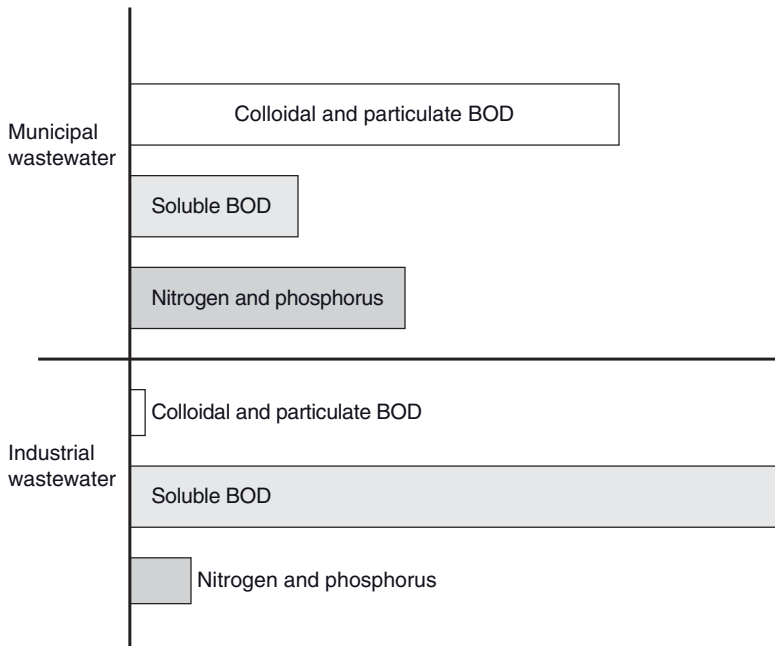 Colloidal and particulate BOD
Municipal
wastewater
Soluble BOD
Nitrogen and phosphorus
Colloidal and particulate BOD
Industrial
wastewater
Soluble BOD
Nitrogen and phosphorus